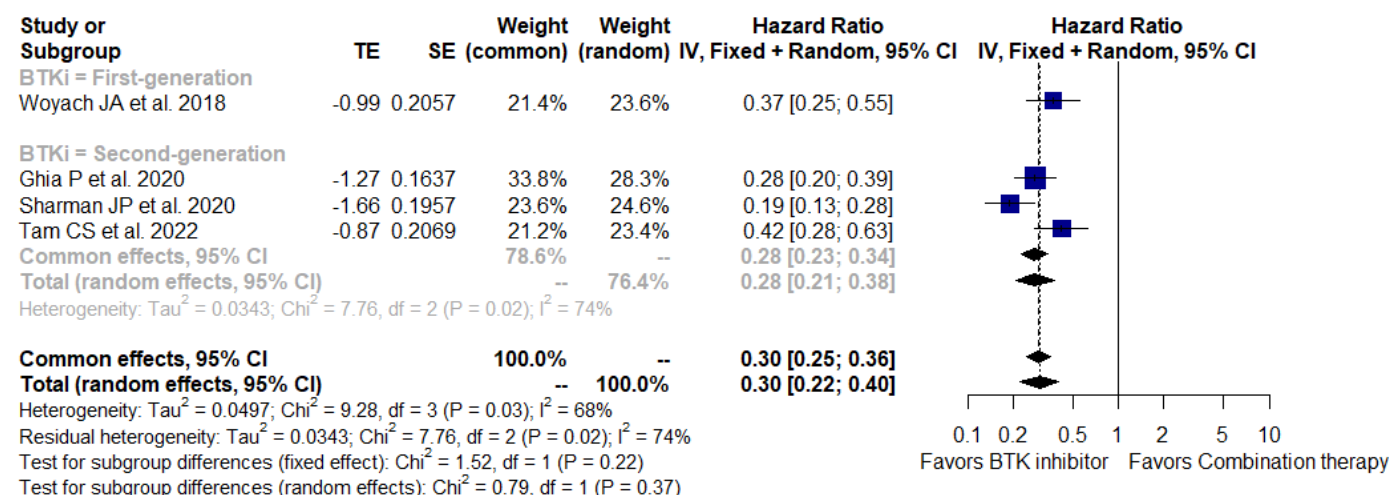 Study or Weight Weight Hazard Ratio Hazard Ratio
Subgroup TE SE (common) (random) IV, Fixed + Random, 95% CI IV, Fixed + Random, 95% CI
BTKi = First-generation
Woyach JA et al. 2018 -0.99 0.2057 21.4% 23.6% 0.37 [0.25; 0.55]
BTKi = Second-generation
Ghia P et al. 2020 -1.27 0.1637 33.8% 28.3% 0.28 [0.20; 0.39]
Sharman JP et al. 2020 -1.66 0.1957 23.6% 24.6% 0.19 [0.13; 0.28]
Tam CS et al. 2022 -0.87 0.2069 21.2% 23.4% 0.42 [0.28; 0.63]
Common effects, 95% CI 78.6% -- 0.28 [0.23; 0.34]
Total (random effects, 95% CI) -- 76.4% 0.28 [0.21; 0.38]
Heterogeneity: Tau² = 0.0343; Chi² = 7.76, df = 2 (P = 0.02); I² = 74%
Common effects, 95% CI 100.0% -- 0.30 [0.25; 0.36]
Total (random effects, 95% CI) -- 100.0% 0.30 [0.22; 0.40]
Heterogeneity: Tau² = 0.0497; Chi² = 9.28, df = 3 (P = 0.03); I² = 68%
Residual heterogeneity: Tau² = 0.0343; Chi² = 7.76, df = 2 (P = 0.02); I² = 74%
Test for subgroup differences (fixed effect): Chi² = 1.52, df = 1 (P = 0.22)
Test for subgroup differences (random effects): Chi² = 0.79, df = 1 (P = 0.37)
0.1 0.2 0.5 1 2 5 10
Favors BTK inhibitor Favors Combination therapy